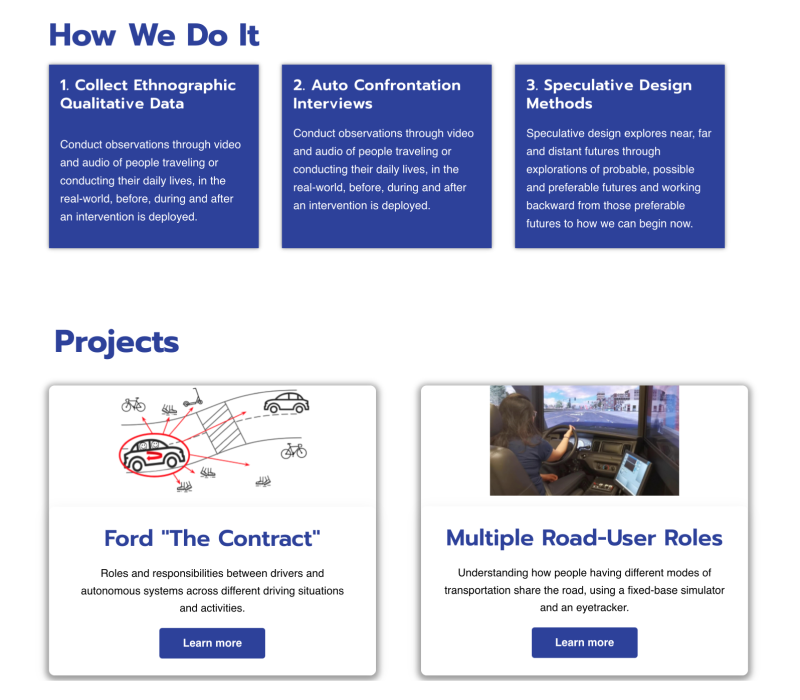 How We Do It
1. Collect Ethnographic
Qualitative Data
Conduct observations through video
and audio of people traveling or
conducting their daily lives, in the
real-world, before, during and after
an intervention is deployed.
2. Auto Confrontation
Interviews
Conduct observations through video
and audio of people traveling or
conducting their daily lives, in the
real-world, before, during and after
an intervention is deployed.
3. Speculative Design
Methods
Speculative design explores near, far
and distant futures through
explorations of probable, possible
and preferable futures and working
backward from those preferable
futures to how we can begin now.
Projects
Ford "The Contract"
Roles and responsibilities between drivers and
autonomous systems across different driving situations
and activities.
Learn more
Multiple Road-User Roles
Understanding how people having different modes of
transportation share the road, using a fixed-base simulator
and an eyetracker.
Learn more